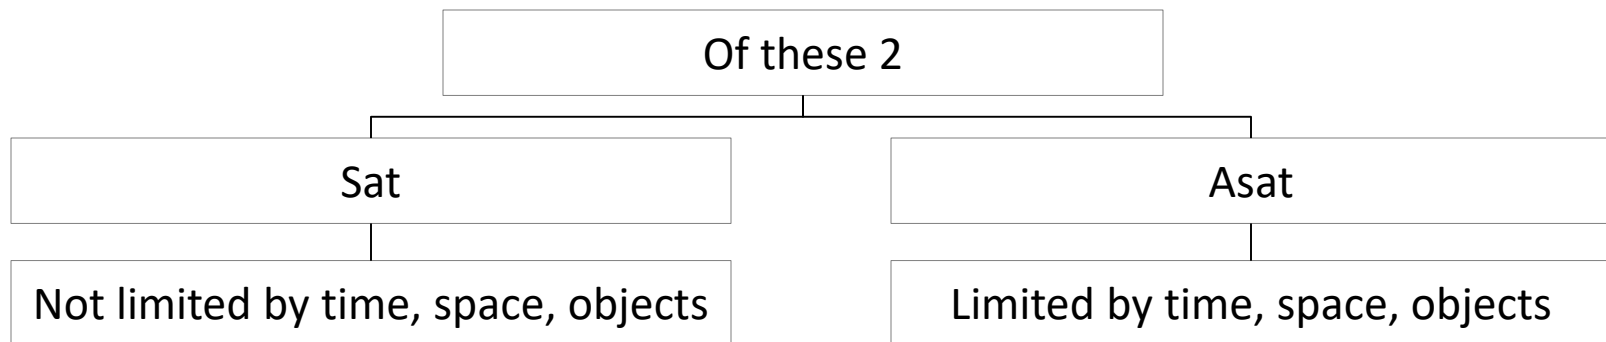 Of these 2
Sat
Asat
Not limited by time, space, objects
Limited by time, space, objects